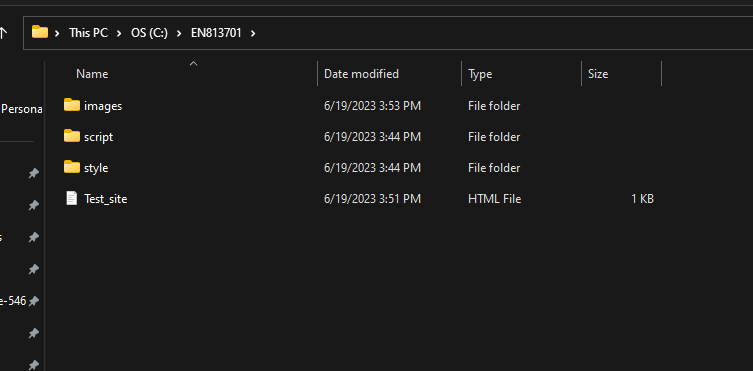 This PC > OS (C:) > EN813701 >
Name Date modified Type Size
Persona
images 6/19/2023 3:53 PM File folder
script 6/19/2023 3:44 PM File folder
style 6/19/2023 3:44 PM File folder
Test_site 6/19/2023 3:51 PM HTML File 1 KB
s
e-546